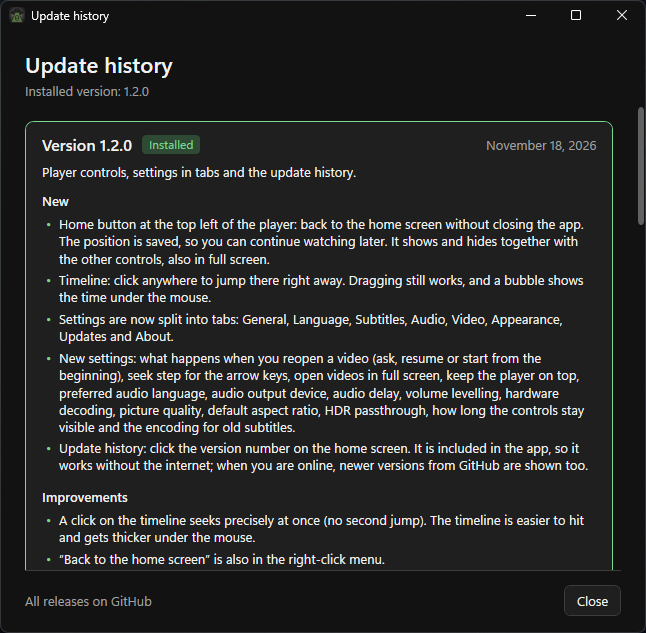 Update history
Update history
Installed version: 1.2.0
Version 1.2.0 Installed November 18, 2026
Player controls, settings in tabs and the update history.
New
• Home button at the top left of the player: back to the home screen without closing the app.
The position is saved, so you can continue watching later. It shows and hides together with
the other controls, also in full screen.
• Timeline: click anywhere to jump there right away. Dragging still works, and a bubble shows
the time under the mouse.
• Settings are now split into tabs: General, Language, Subtitles, Audio, Video, Appearance,
Updates and About.
• New settings: what happens when you reopen a video (ask, resume or start from the
beginning), seek step for the arrow keys, open videos in full screen, keep the player on top,
preferred audio language, audio output device, audio delay, volume levelling, hardware
decoding, picture quality, default aspect ratio, HDR passthrough, how long the controls stay
visible and the encoding for old subtitles.
• Update history: click the version number on the home screen. It is included in the app, so it
works without the internet; when you are online, newer versions from GitHub are shown too.
Improvements
• A click on the timeline seeks precisely at once (no second jump). The timeline is easier to hit
and gets thicker under the mouse.
• “Back to the home screen” is also in the right-click menu.
All releases on GitHub
Close